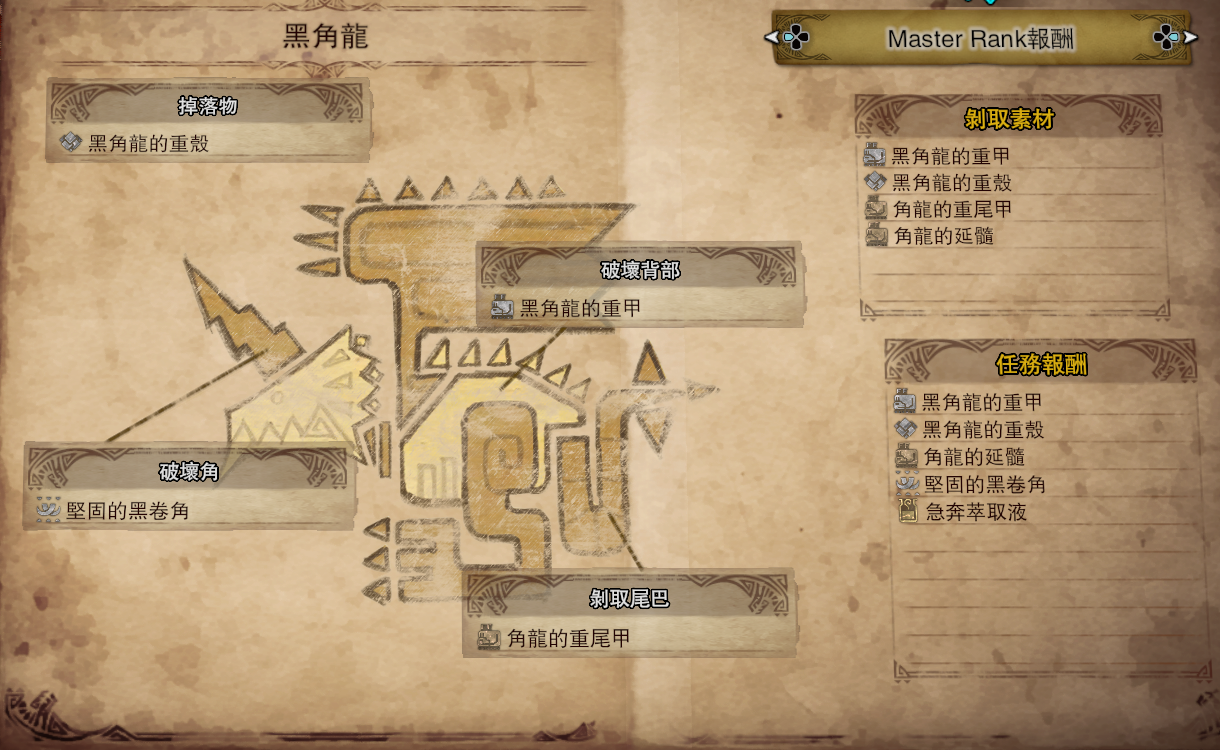 黑角龍
Master Rank報酬
掉落物
黑角龍的重殼
破壞背部
黑角龍的重甲
破壞角
堅固的黑卷角
剝取尾巴
角龍的重尾甲
剝取素材
黑角龍的重甲
黑角龍的重殼
角龍的重尾甲
角龍的延髓
任務報酬
黑角龍的重甲
黑角龍的重殼
角龍的延髓
堅固的黑卷角
急奔萃取液